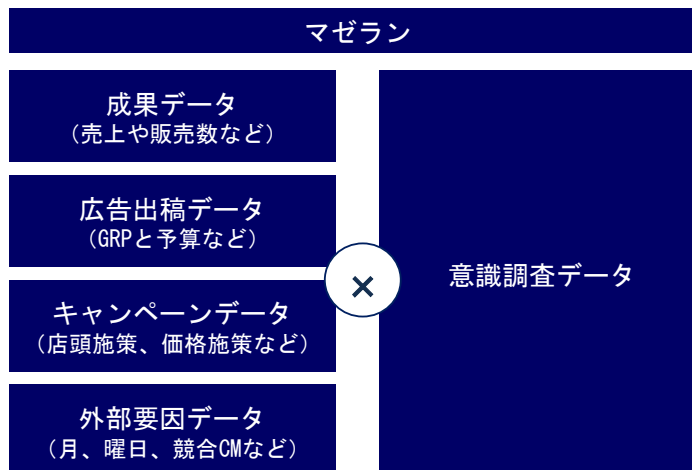 マゼラン
成果データ
（売上や販売数など）
広告出稿データ
（GRPと予算など）
キャンペーンデータ
（店頭施策、価格施策など）
外部要因データ
（月、曜日、競合CMなど）
×
意識調査データ